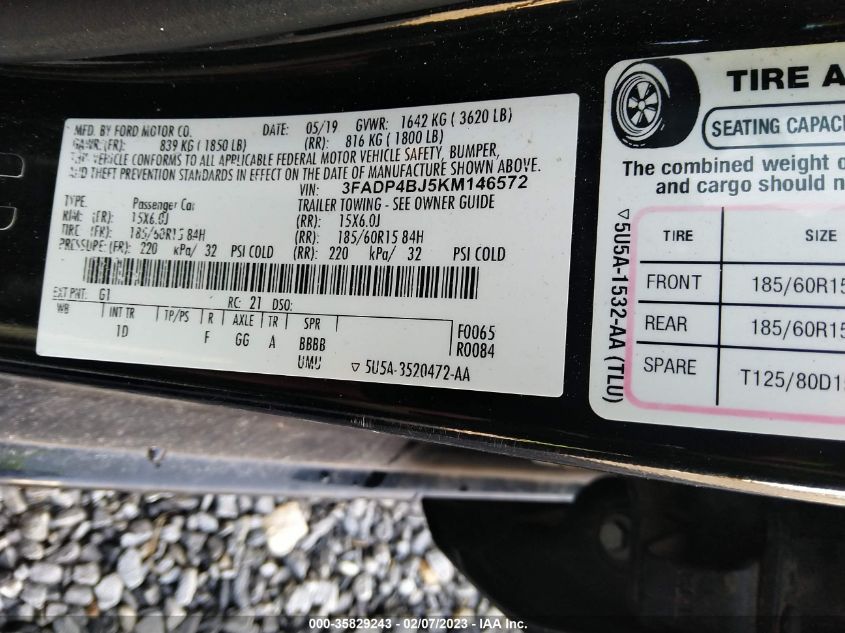 MFD. BY FORD MOTOR CO.
DATE: 05/19 GVWR: 1642 KG ( 3620 LB)
GAWR:(FR): 839 KG ( 1850 LB) (RR): 816 KG ( 1800 LB)
THIS VEHICLE CONFORMS TO ALL APPLICABLE FEDERAL MOTOR VEHICLE SAFETY, BUMPER,
AND THEFT PREVENTION STANDARDS IN EFFECT ON THE DATE OF MANUFACTURE SHOWN ABOVE.
VIN: 3FADP4BJ5KM146572
TYPE: Passenger Car TRAILER TOWING - SEE OWNER GUIDE
RIM: (FR): 15X6.0J (RR): 15X6.0J
TIRE (FR): 185/60R15 84H (RR): 185/60R15 84H
PRESSURE:(FR): 220 kPa/ 32 PSI COLD (RR): 220 kPa/ 32 PSI COLD
EXT PNT: G1 RC: 21 DSO:
WB INT TR TP/PS R AXLE TR SPR F0065
1D F GG A BBBB R0084
UMU ▽ 5U5A-3520472-AA
TIRE A
SEATING CAPAC
The combined weight o
and cargo should n
▽5U5A-1532-AA (TLU)
TIRE SIZE
FRONT 185/60R15
REAR 185/60R15
SPARE T125/80D1
000-35829243 - 02/07/2023 - IAA Inc.